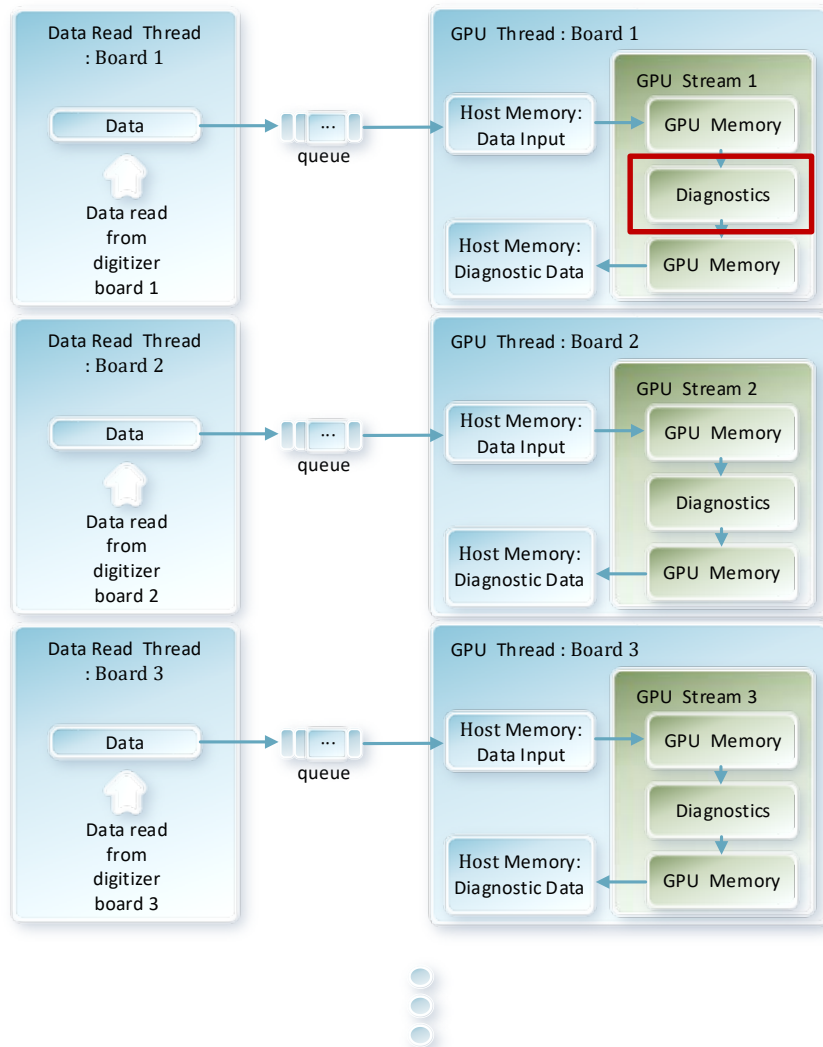 Data Read Thread
: Board 1
Data
Data read
from
digitizer
board 1
...
queue
GPU Thread : Board 1
Host Memory:
Data Input
Host Memory:
Diagnostic Data
GPU Stream 1
GPU Memory
Diagnostics
GPU Memory
Data Read Thread
: Board 2
Data
Data read
from
digitizer
board 2
...
queue
GPU Thread : Board 2
Host Memory:
Data Input
Host Memory:
Diagnostic Data
GPU Stream 2
GPU Memory
Diagnostics
GPU Memory
Data Read Thread
: Board 3
Data
Data read
from
digitizer
board 3
...
queue
GPU Thread : Board 3
Host Memory:
Data Input
Host Memory:
Diagnostic Data
GPU Stream 3
GPU Memory
Diagnostics
GPU Memory